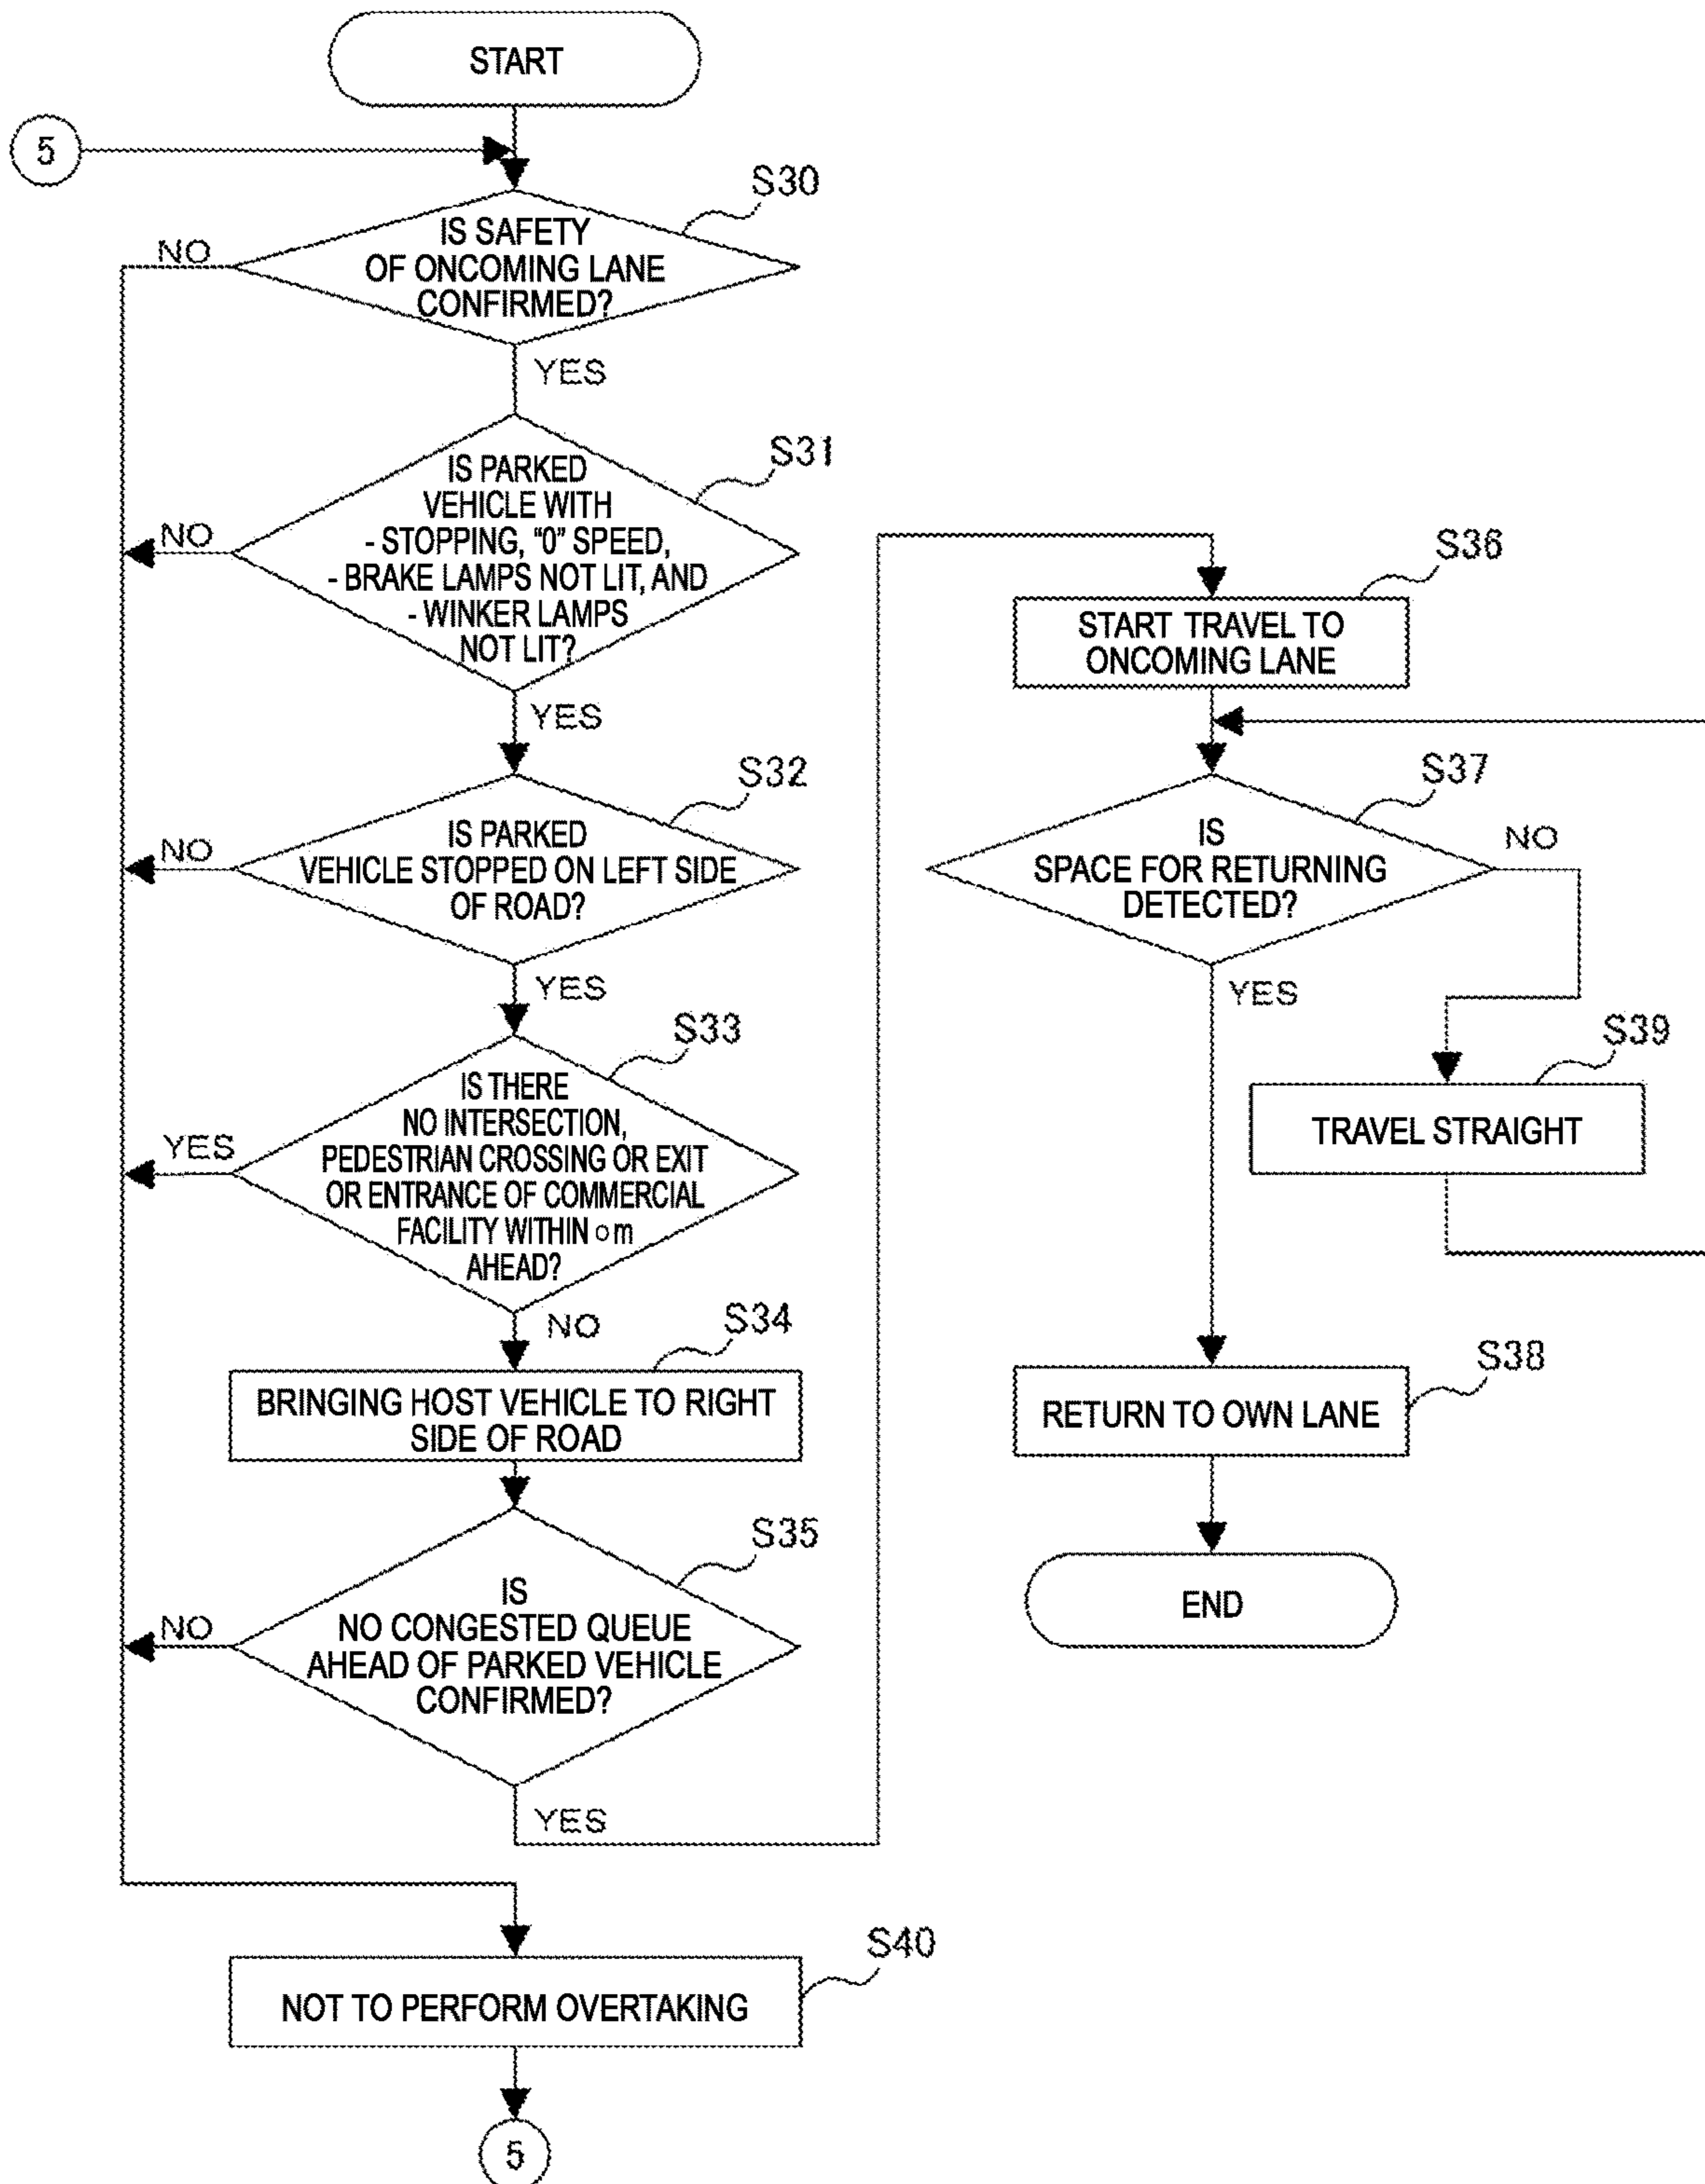 START
5
S30
IS SAFETY
OF ONCOMING LANE
CONFIRMED?
NO
YES
S31
IS PARKED
VEHICLE WITH
- STOPPING, “0” SPEED,
- BRAKE LAMPS NOT LIT, AND
- WINKER LAMPS
NOT LIT?
NO
YES
S32
IS PARKED
VEHICLE STOPPED ON LEFT SIDE
OF ROAD?
NO
YES
S33
IS THERE
NO INTERSECTION,
PEDESTRIAN CROSSING OR EXIT
OR ENTRANCE OF COMMERCIAL
FACILITY WITHIN ○m
AHEAD?
YES
NO
S34
BRINGING HOST VEHICLE TO RIGHT
SIDE OF ROAD
S35
IS
NO CONGESTED QUEUE
AHEAD OF PARKED VEHICLE
CONFIRMED?
NO
YES
S40
NOT TO PERFORM OVERTAKING
5
S36
START TRAVEL TO
ONCOMING LANE
S37
IS
SPACE FOR RETURNING
DETECTED?
NO
YES
S39
TRAVEL STRAIGHT
S38
RETURN TO OWN LANE
END